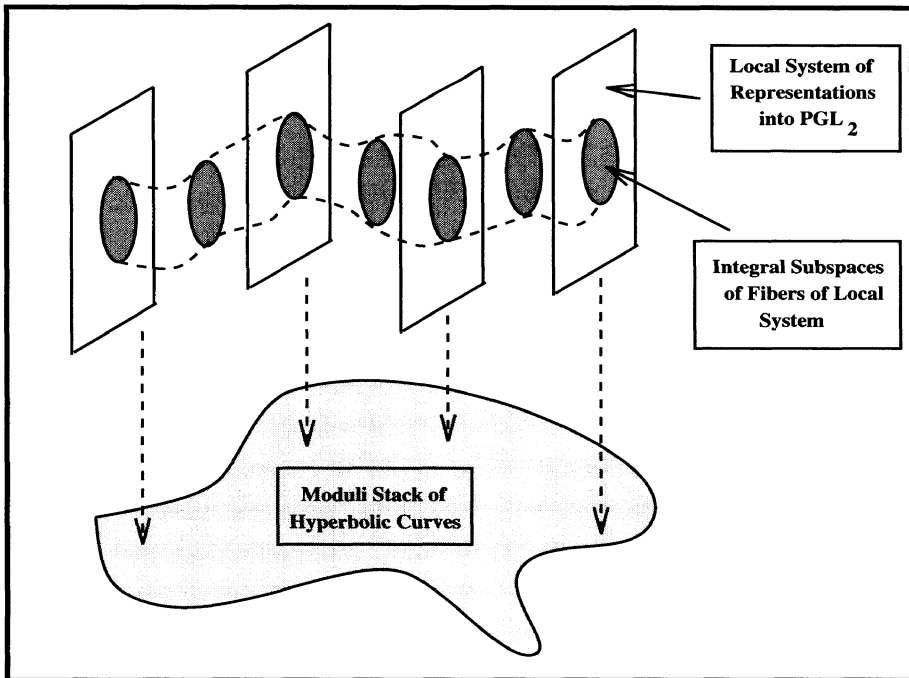 Local System of
Representations
into PGL 2
Integral Subspaces
of Fibers of Local
System
Moduli Stack of
Hyperbolic Curves